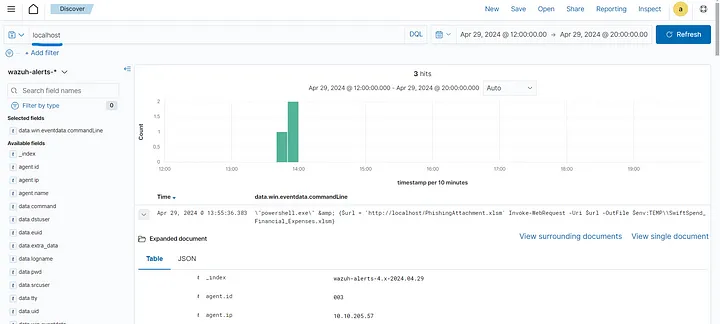 Discover
New Save Open Share Reporting Inspect a
localhost
DQL
Apr 29, 2024 @ 12:00:00.00 → Apr 29, 2024 @ 20:00:00.00
Refresh
+ Add filter
wazuh-alerts-*
Search field names
Filter by type 0
Selected fields
t data.win.eventdata.commandLine
Available fields
t _index
t agent.id
t agent.ip
t agent.name
t data.command
t data.dstuser
t data.euid
t data.extra_data
t data.logname
t data.pwd
t data.srcuser
t data.tty
t data.uid
3 hits
Apr 29, 2024 @ 12:00:00.000 - Apr 29, 2024 @ 20:00:00.000 Auto
Count
2
1.5
1
0.5
0
12:00 13:00 14:00 15:00 16:00 17:00 18:00 19:00
timestamp per 10 minutes
Time data.win.eventdata.commandLine
Apr 29, 2024 @ 13:55:36.383 \"powershell.exe\" &amp; {$url = 'http://localhost/PhishingAttachment.xlsm' Invoke-WebRequest -Uri $url -OutFile $env:TEMP\\SwiftSpend_
Financial_Expenses.xlsm}
Expanded document
View surrounding documents View single document
Table JSON
t _index wazuh-alerts-4.x-2024.04.29
t agent.id 003
t agent.ip 10.10.205.57